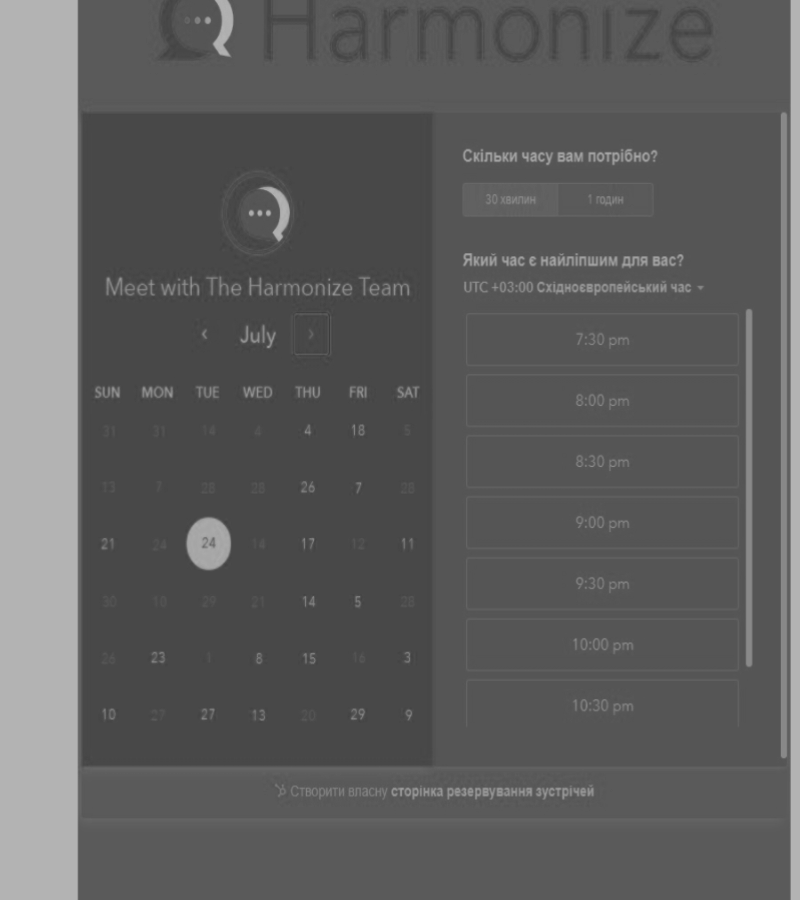 Harmonize
Meet with The Harmonize Team
July
SUN MON TUE WED THU FRI SAT
31 31 14 4 4 18 5
13 7 28 25 26 7 28
21 24 24 14 17 12 11
30 10 29 21 14 5 28
26 23 1 8 15 16 3
10 27 27 13 20 29 9
Скільки часу вам потрібно?
30 хвилин 1 годин
Який час є найліпшим для вас?
UTC +03:00 Східноєвропейський час
7:30 pm
8:00 pm
8:30 pm
9:00 pm
9:30 pm
10:00 pm
10:30 pm
Створити власну сторінка резервування зустрічей